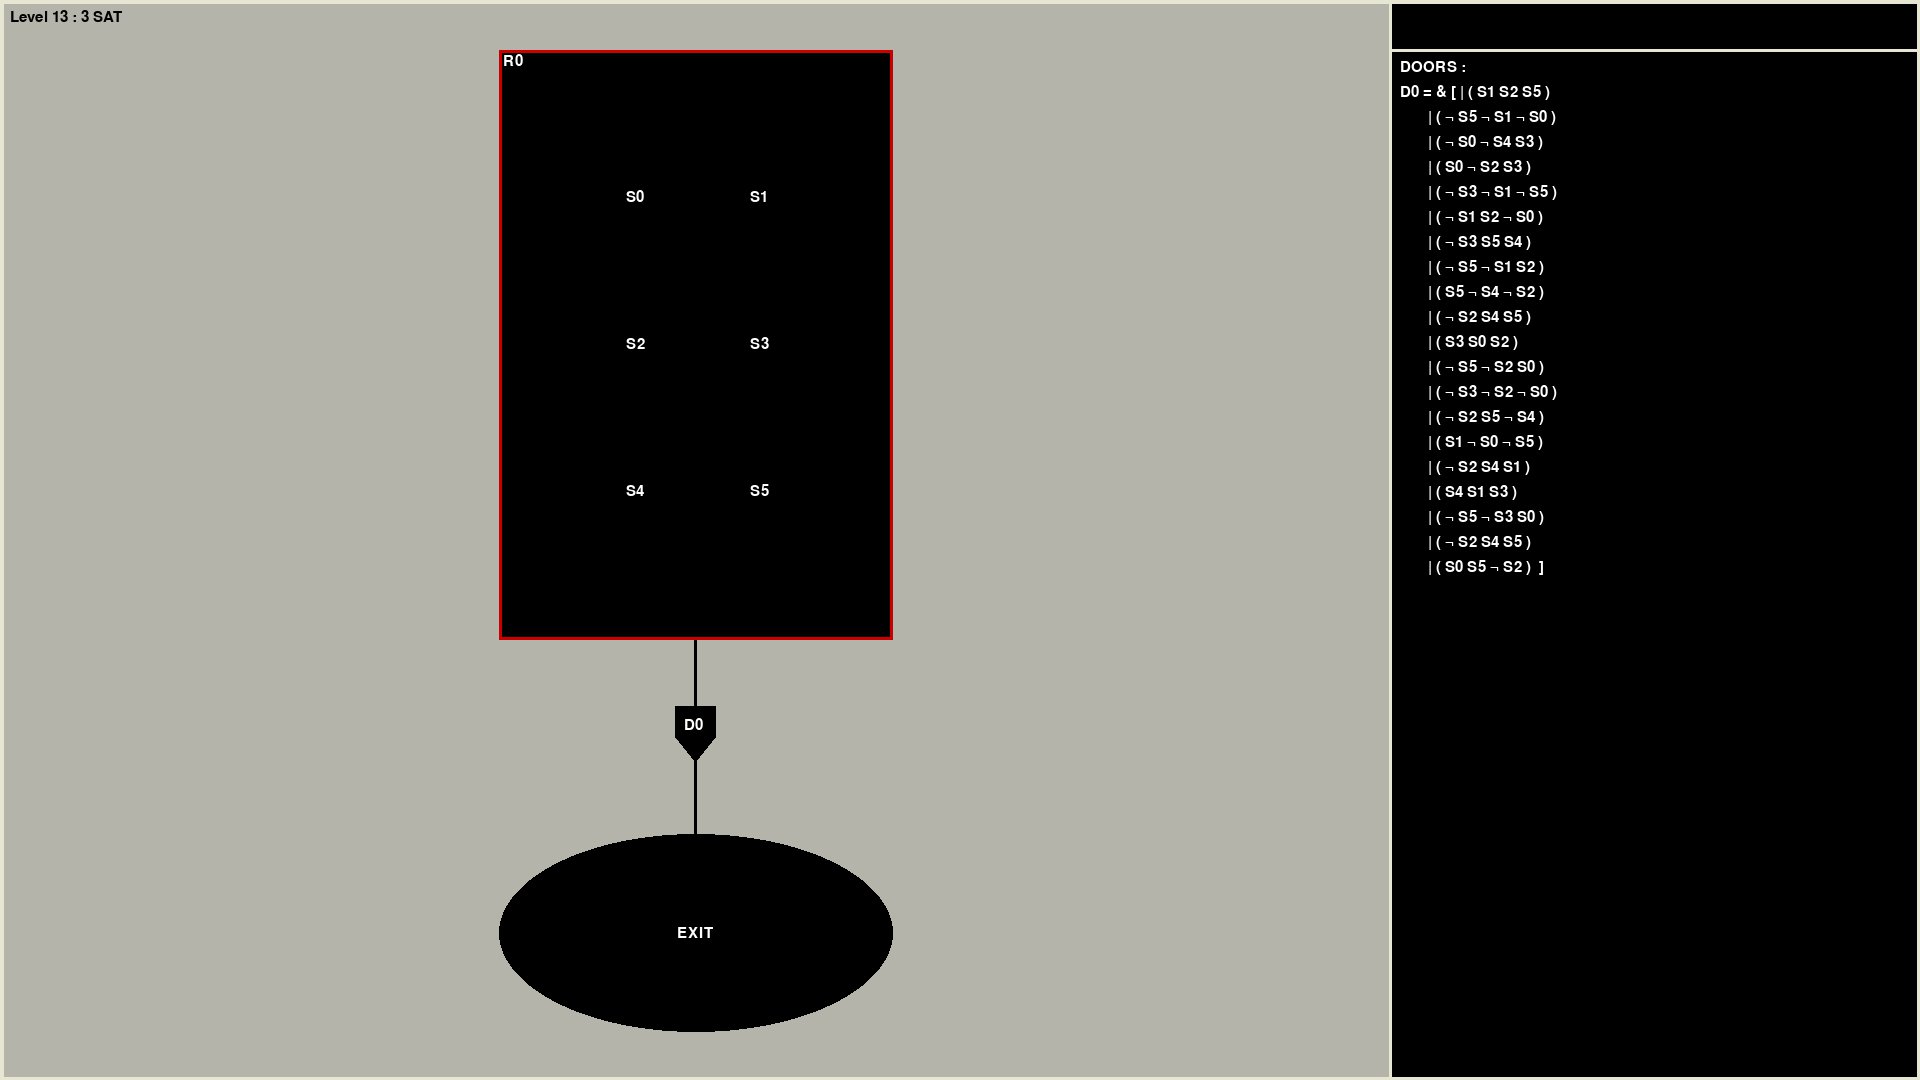 Level 13 : 3 SAT
R0
S0 S1
S2 S3
S4 S5
D0
EXIT
DOORS :
D0 = & [ | ( S1 S2 S5 )
| ( ¬ S5 ¬ S1 ¬ S0 )
| ( ¬ S0 ¬ S4 S3 )
| ( S0 ¬ S2 S3 )
| ( ¬ S3 ¬ S1 ¬ S5 )
| ( ¬ S1 S2 ¬ S0 )
| ( ¬ S3 S5 S4 )
| ( ¬ S5 ¬ S1 S2 )
| ( S5 ¬ S4 ¬ S2 )
| ( ¬ S2 S4 S5 )
| ( S3 S0 S2 )
| ( ¬ S5 ¬ S2 S0 )
| ( ¬ S3 ¬ S2 ¬ S0 )
| ( ¬ S2 S5 ¬ S4 )
| ( S1 ¬ S0 ¬ S5 )
| ( ¬ S2 S4 S1 )
| ( S4 S1 S3 )
| ( ¬ S5 ¬ S3 S0 )
| ( ¬ S2 S4 S5 )
| ( S0 S5 ¬ S2 ) ]